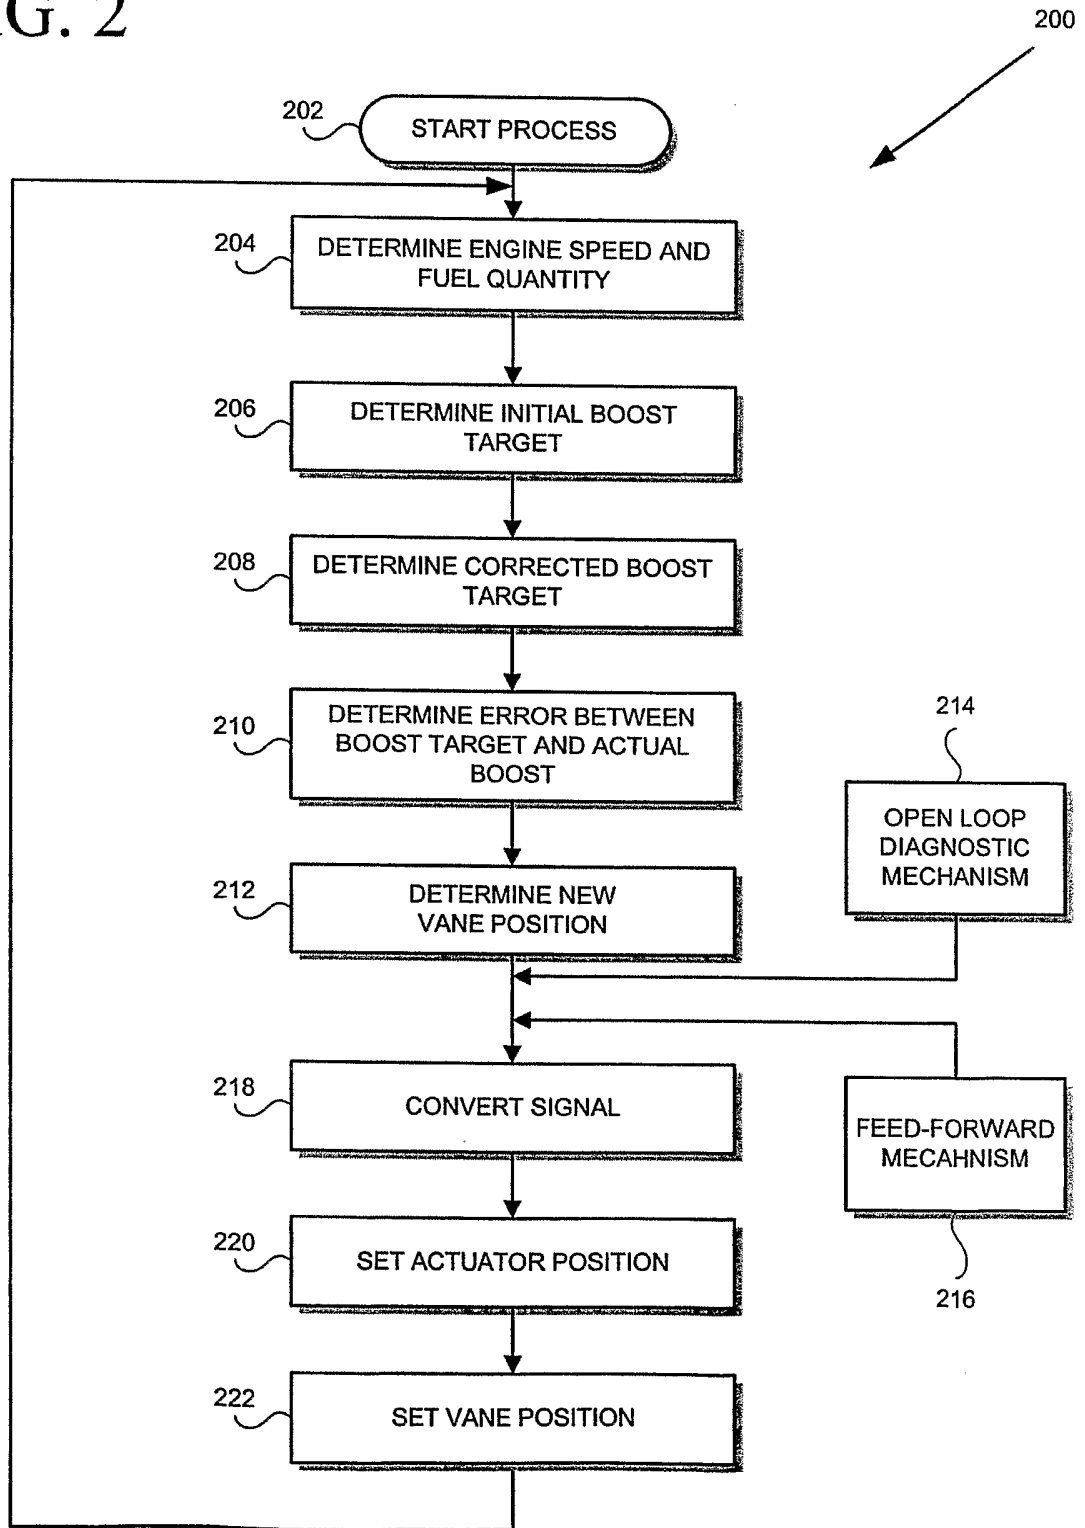 G. 2
200
202
START PROCESS
204
DETERMINE ENGINE SPEED AND
FUEL QUANTITY
206
DETERMINE INITIAL BOOST
TARGET
208
DETERMINE CORRECTED BOOST
TARGET
210
DETERMINE ERROR BETWEEN
BOOST TARGET AND ACTUAL
BOOST
214
OPEN LOOP
DIAGNOSTIC
MECHANISM
212
DETERMINE NEW
VANE POSITION
218
CONVERT SIGNAL
FEED-FORWARD
MECAHNISM
216
220
SET ACTUATOR POSITION
222
SET VANE POSITION